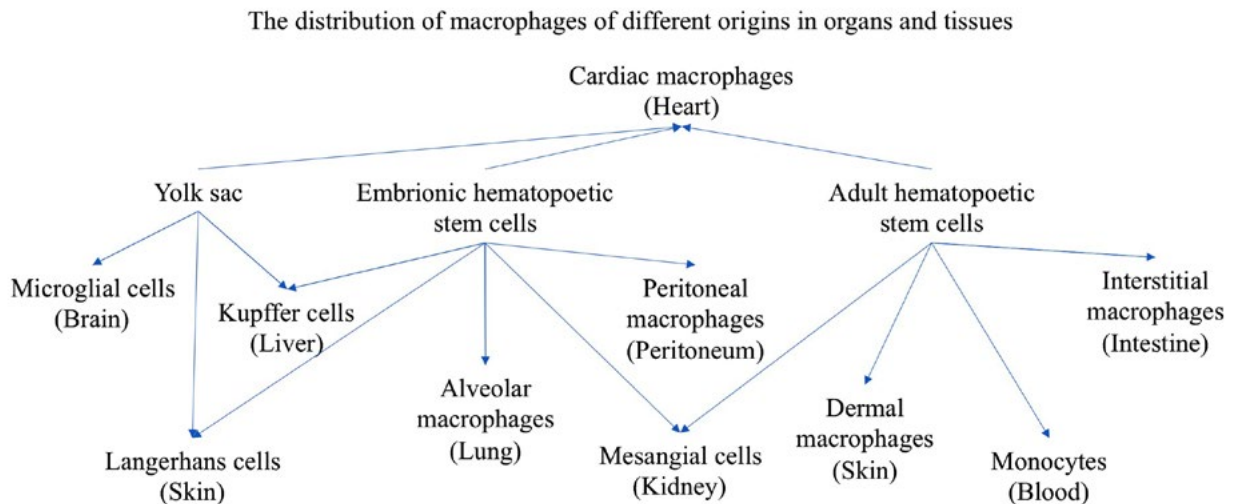 The distribution of macrophages of different origins in organs and tissues
Cardiac macrophages
(Heart)
Yolk sac
Embrionic hematopoetic
stem cells
Adult hematopoetic
stem cells
Microglial cells
(Brain)
Kupffer cells
(Liver)
Peritoneal
macrophages
(Peritoneum)
Interstitial
macrophages
(Intestine)
Langerhans cells
(Skin)
Alveolar
macrophages
(Lung)
Mesangial cells
(Kidney)
Dermal
macrophages
(Skin)
Monocytes
(Blood)